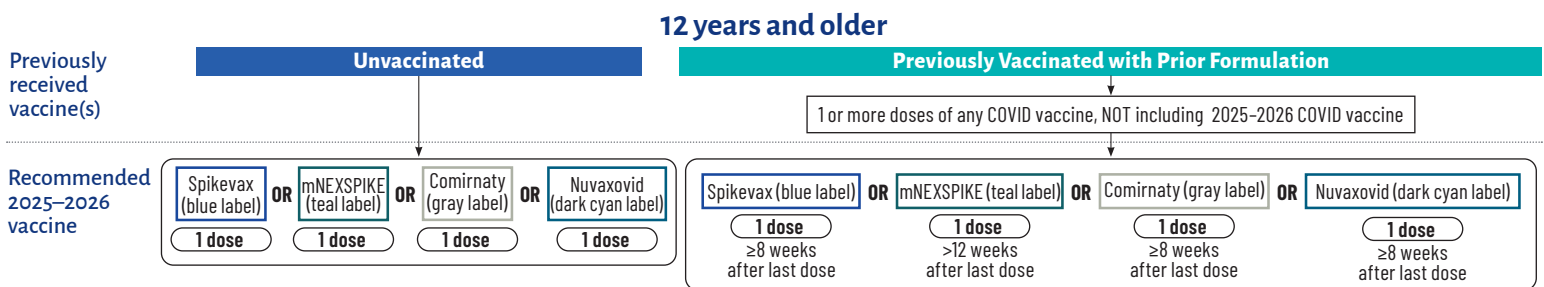 12 years and older
Previously
received
vaccine(s)
Unvaccinated
Previously Vaccinated with Prior Formulation
1 or more doses of any COVID vaccine, NOT including 2025–2026 COVID vaccine
Recommended
2025–2026
vaccine
Spikevax
(blue label)
OR
mNEXSPIKE
(teal label)
OR
Comirnaty
(gray label)
OR
Nuvaxovid
(dark cyan label)
1 dose
1 dose
1 dose
1 dose
Spikevax (blue label)
OR
mNEXSPIKE (teal label)
OR
Comirnaty (gray label)
OR
Nuvaxovid (dark cyan label)
1 dose
≥8 weeks
after last dose
1 dose
>12 weeks
after last dose
1 dose
≥8 weeks
after last dose
1 dose
≥8 weeks
after last dose